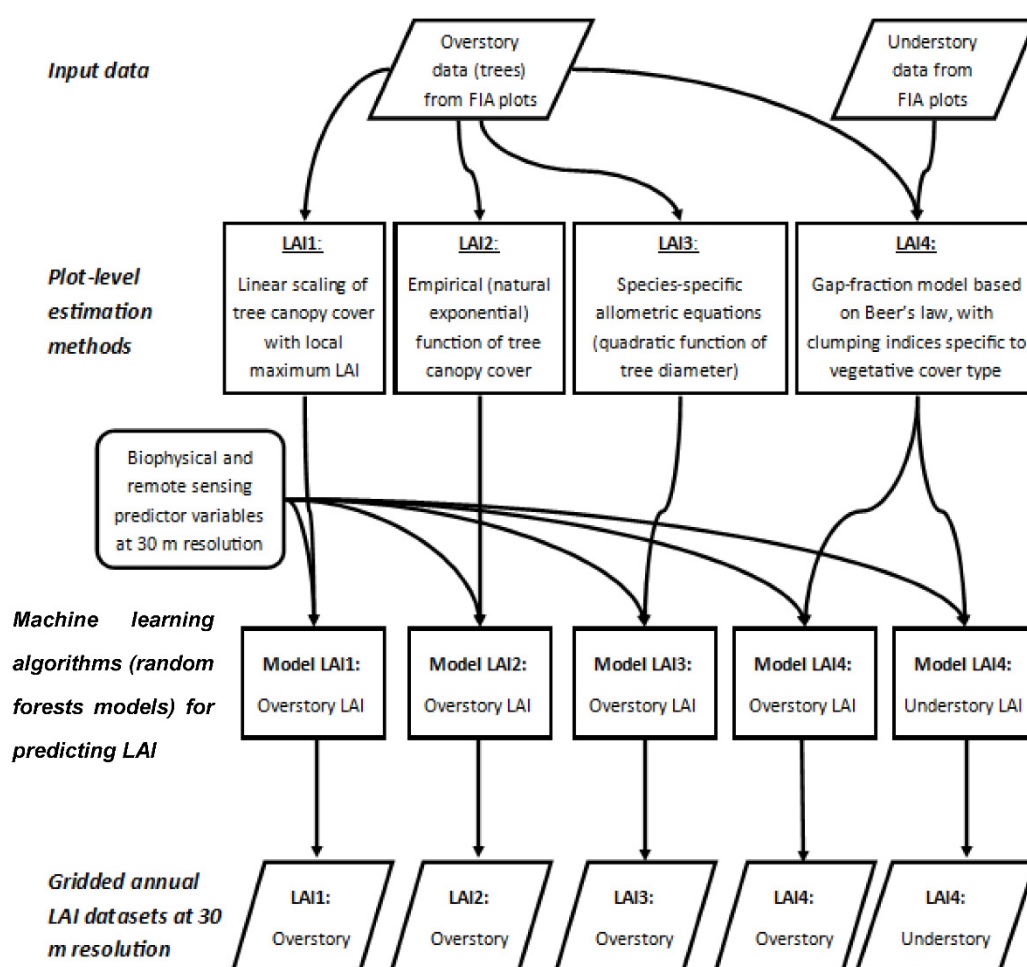 Input data
Overstory
data (trees)
from FIA plots
Understory
data from
FIA plots
Plot-level
estimation
methods
LAI1:
Linear scaling of
tree canopy cover
with local
maximum LAI
LAI2:
Empirical (natural
exponential)
function of tree
canopy cover
LAI3:
Species-specific
allometric equations
(quadratic function of
tree diameter)
LAI4:
Gap-fraction model based
on Beer's law, with
clumping indices specific to
vegetative cover type
Biophysical and
remote sensing
predictor variables
at 30 m resolution
Machine learning
algorithms (random
forests models) for
predicting LAI
Model LAI1:
Overstory LAI
Model LAI2:
Overstory LAI
Model LAI3:
Overstory LAI
Model LAI4:
Overstory LAI
Model LAI4:
Understory LAI
Gridded annual
LAI datasets at 30
m resolution
LAI1:
Overstory
LAI2:
Overstory
LAI3:
Overstory
LAI4:
Overstory
LAI4:
Understory